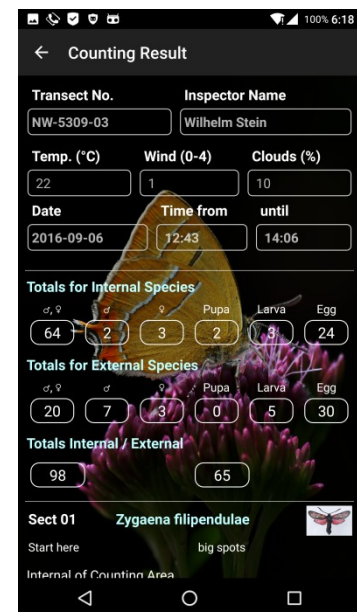 100% 6:18
Counting Result
Transect No. Inspector Name
NW-5309-03 Wilhelm Stein
Temp. (°C) Wind (0-4) Clouds (%)
22 1 10
Date Time from until
2016-09-06 12:43 14:06
Totals for Internal Species
♂, ♀ ♂ ♀ Pupa Larva Egg
64 2 3 2 3 24
Totals for External Species
♂, ♀ ♂ ♀ Pupa Larva Egg
20 7 3 0 5 30
Totals Internal / External
98 65
Sect 01 Zygaena filipendulae
Start here big spots
Internal of Counting Area